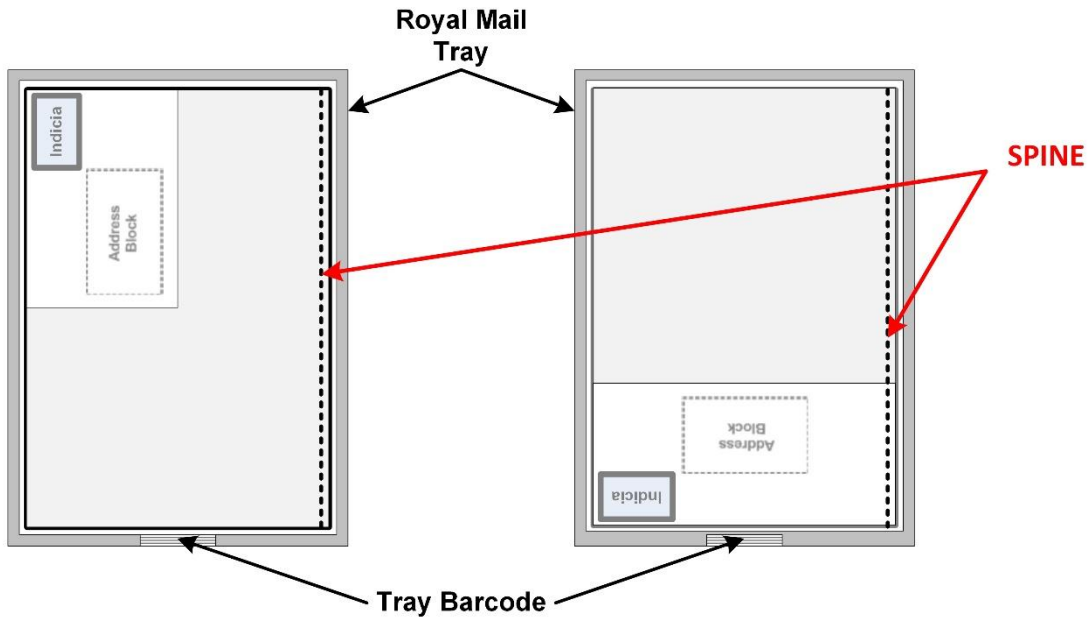 Royal Mail
Tray
Indicia
Address
Block
SPINE
Address
Block
Indicia
Tray Barcode